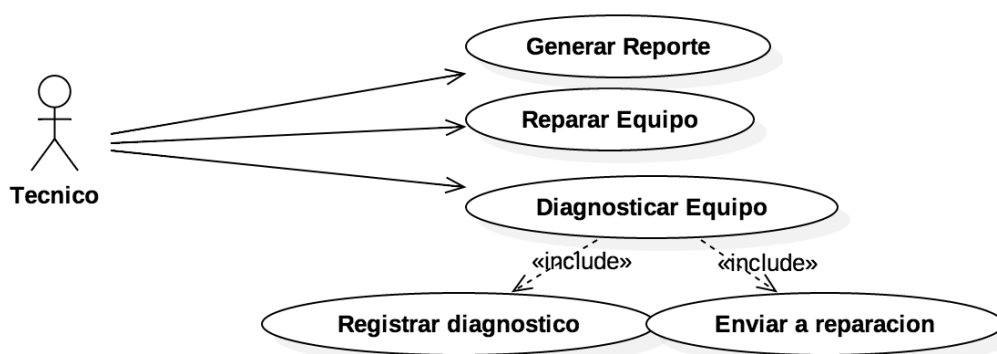 Generar Reporte
Reparar Equipo
Tecnico
Diagnosticar Equipo
«include» «include»
Registrar diagnostico Enviar a reparacion